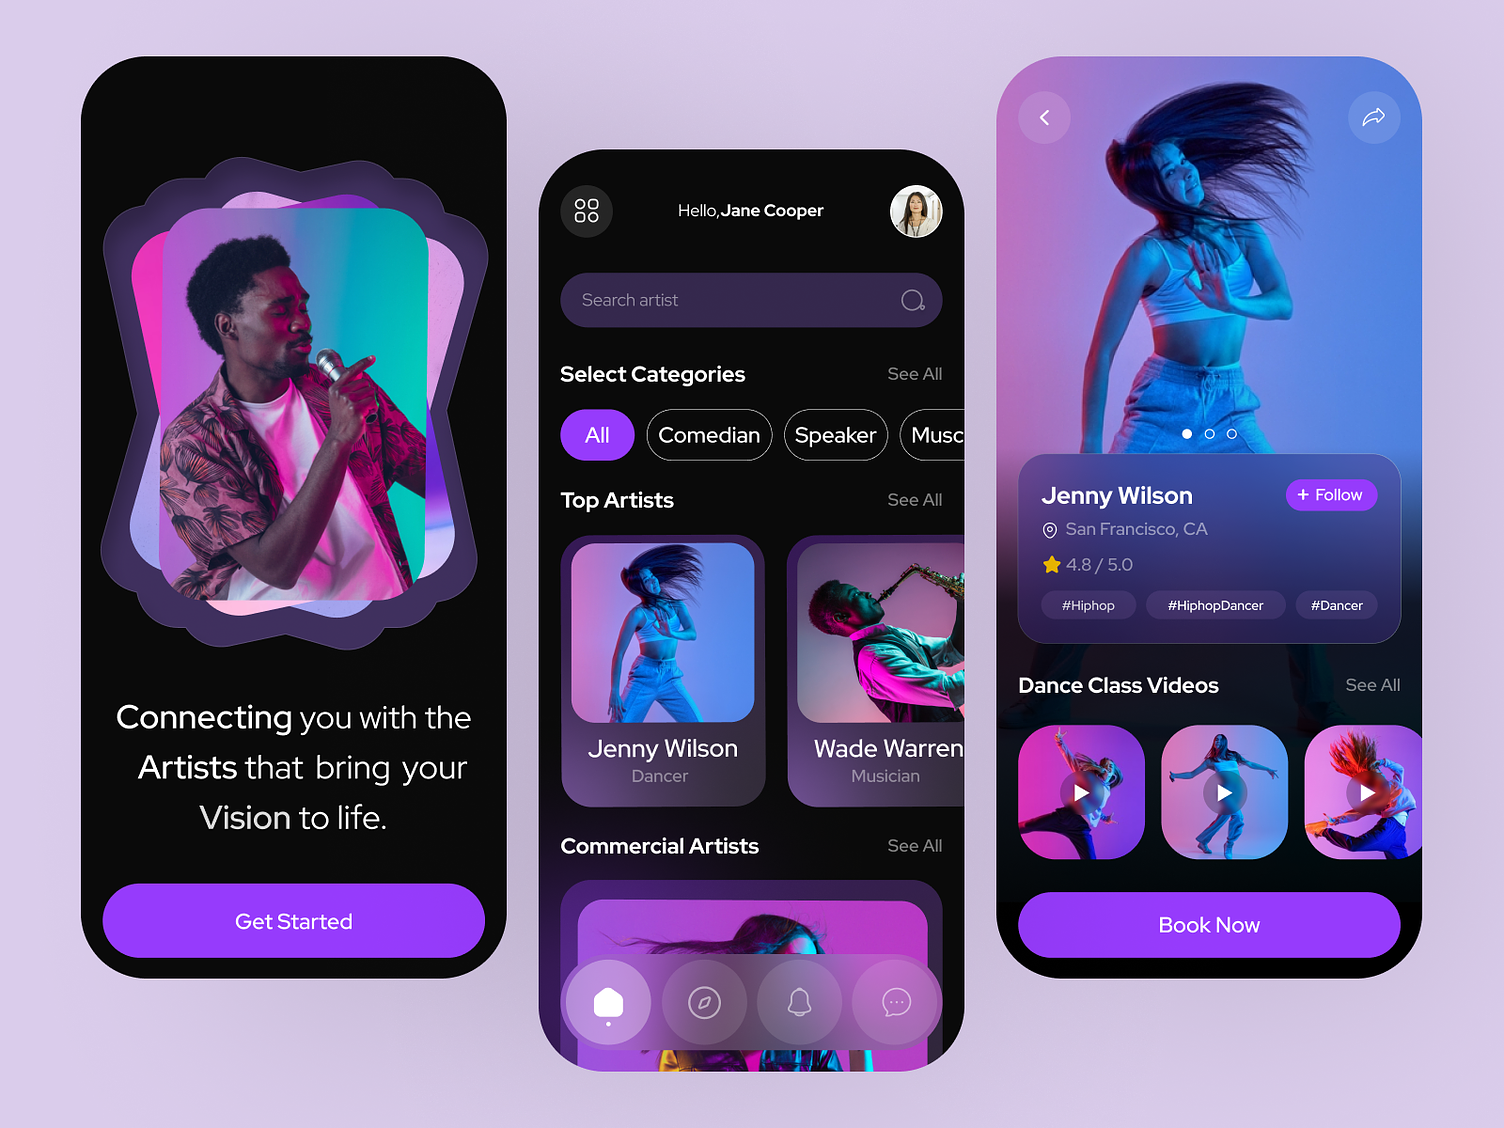 Connecting you with the
Artists that bring your
Vision to life.
Get Started
Hello,Jane Cooper
Search artist
Select Categories See All
All Comedian Speaker Musc
Top Artists See All
Jenny Wilson Wade Warren
Dancer Musician
Commercial Artists See All
Jenny Wilson + Follow
San Francisco, CA
4.8 / 5.0
#Hiphop #HiphopDancer #Dancer
Dance Class Videos See All
Book Now